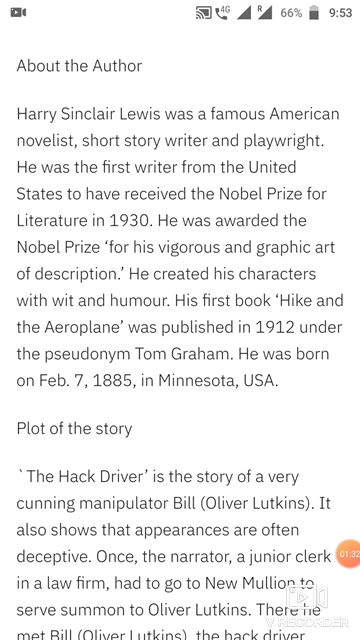 4G R 66% 9:53
About the Author
Harry Sinclair Lewis was a famous American
novelist, short story writer and playwright.
He was the first writer from the United
States to have received the Nobel Prize for
Literature in 1930. He was awarded the
Nobel Prize ‘for his vigorous and graphic art
of description.’ He created his characters
with wit and humour. His first book ‘Hike and
the Aeroplane’ was published in 1912 under
the pseudonym Tom Graham. He was born
on Feb. 7, 1885, in Minnesota, USA.
Plot of the story
`The Hack Driver’ is the story of a very
cunning manipulator Bill (Oliver Lutkins). It
also shows that appearances are often
deceptive. Once, the narrator, a junior clerk
01:32
in a law firm, had to go to New Mullion to
serve summon to Oliver Lutkins. There he
V RECORDER
met Bill (Oliver Lutkins), the hack driver